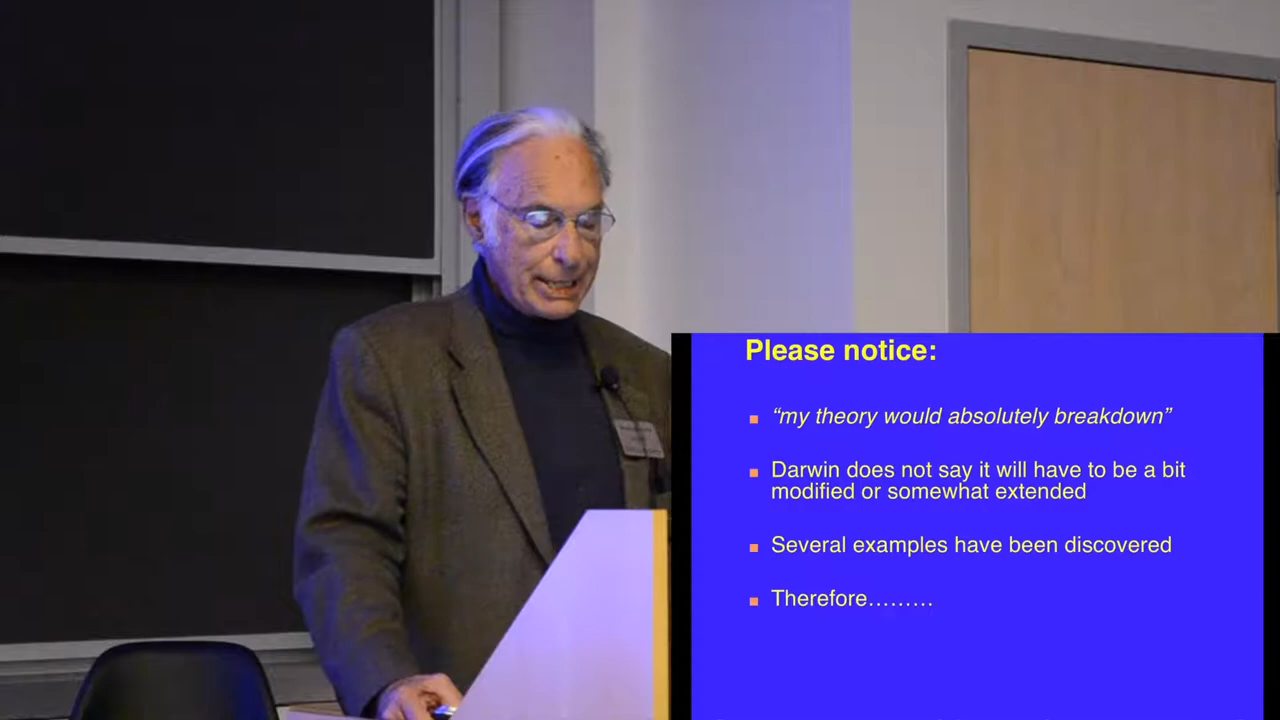 Please notice:
“my theory would absolutely breakdown”
Darwin does not say it will have to be a bit
modified or somewhat extended
Several examples have been discovered
Therefore………